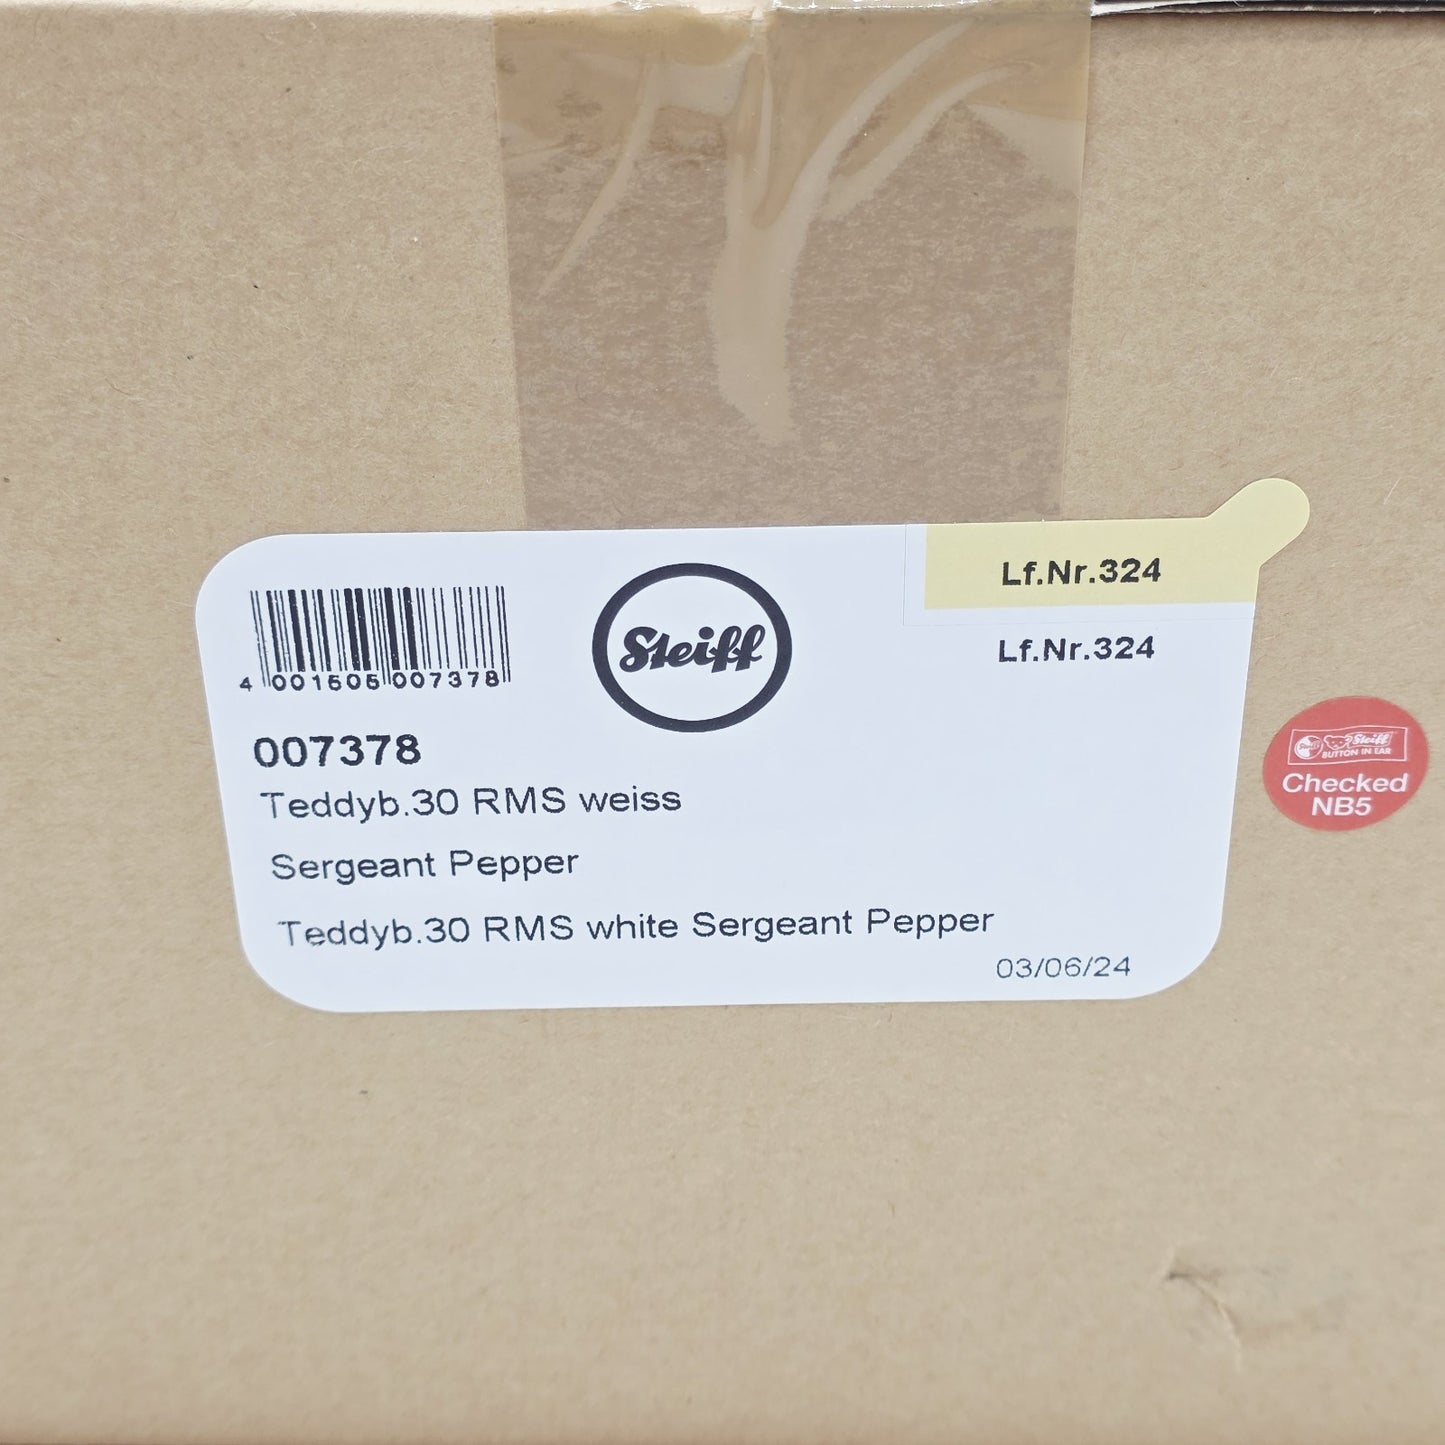 4 001505 007378
Steiff
Lf.Nr.324
Lf.Nr.324
007378
Teddyb.30 RMS weiss
Sergeant Pepper
Teddyb.30 RMS white Sergeant Pepper
03/06/24
Steiff
BUTTON IN EAR
Checked
NB5